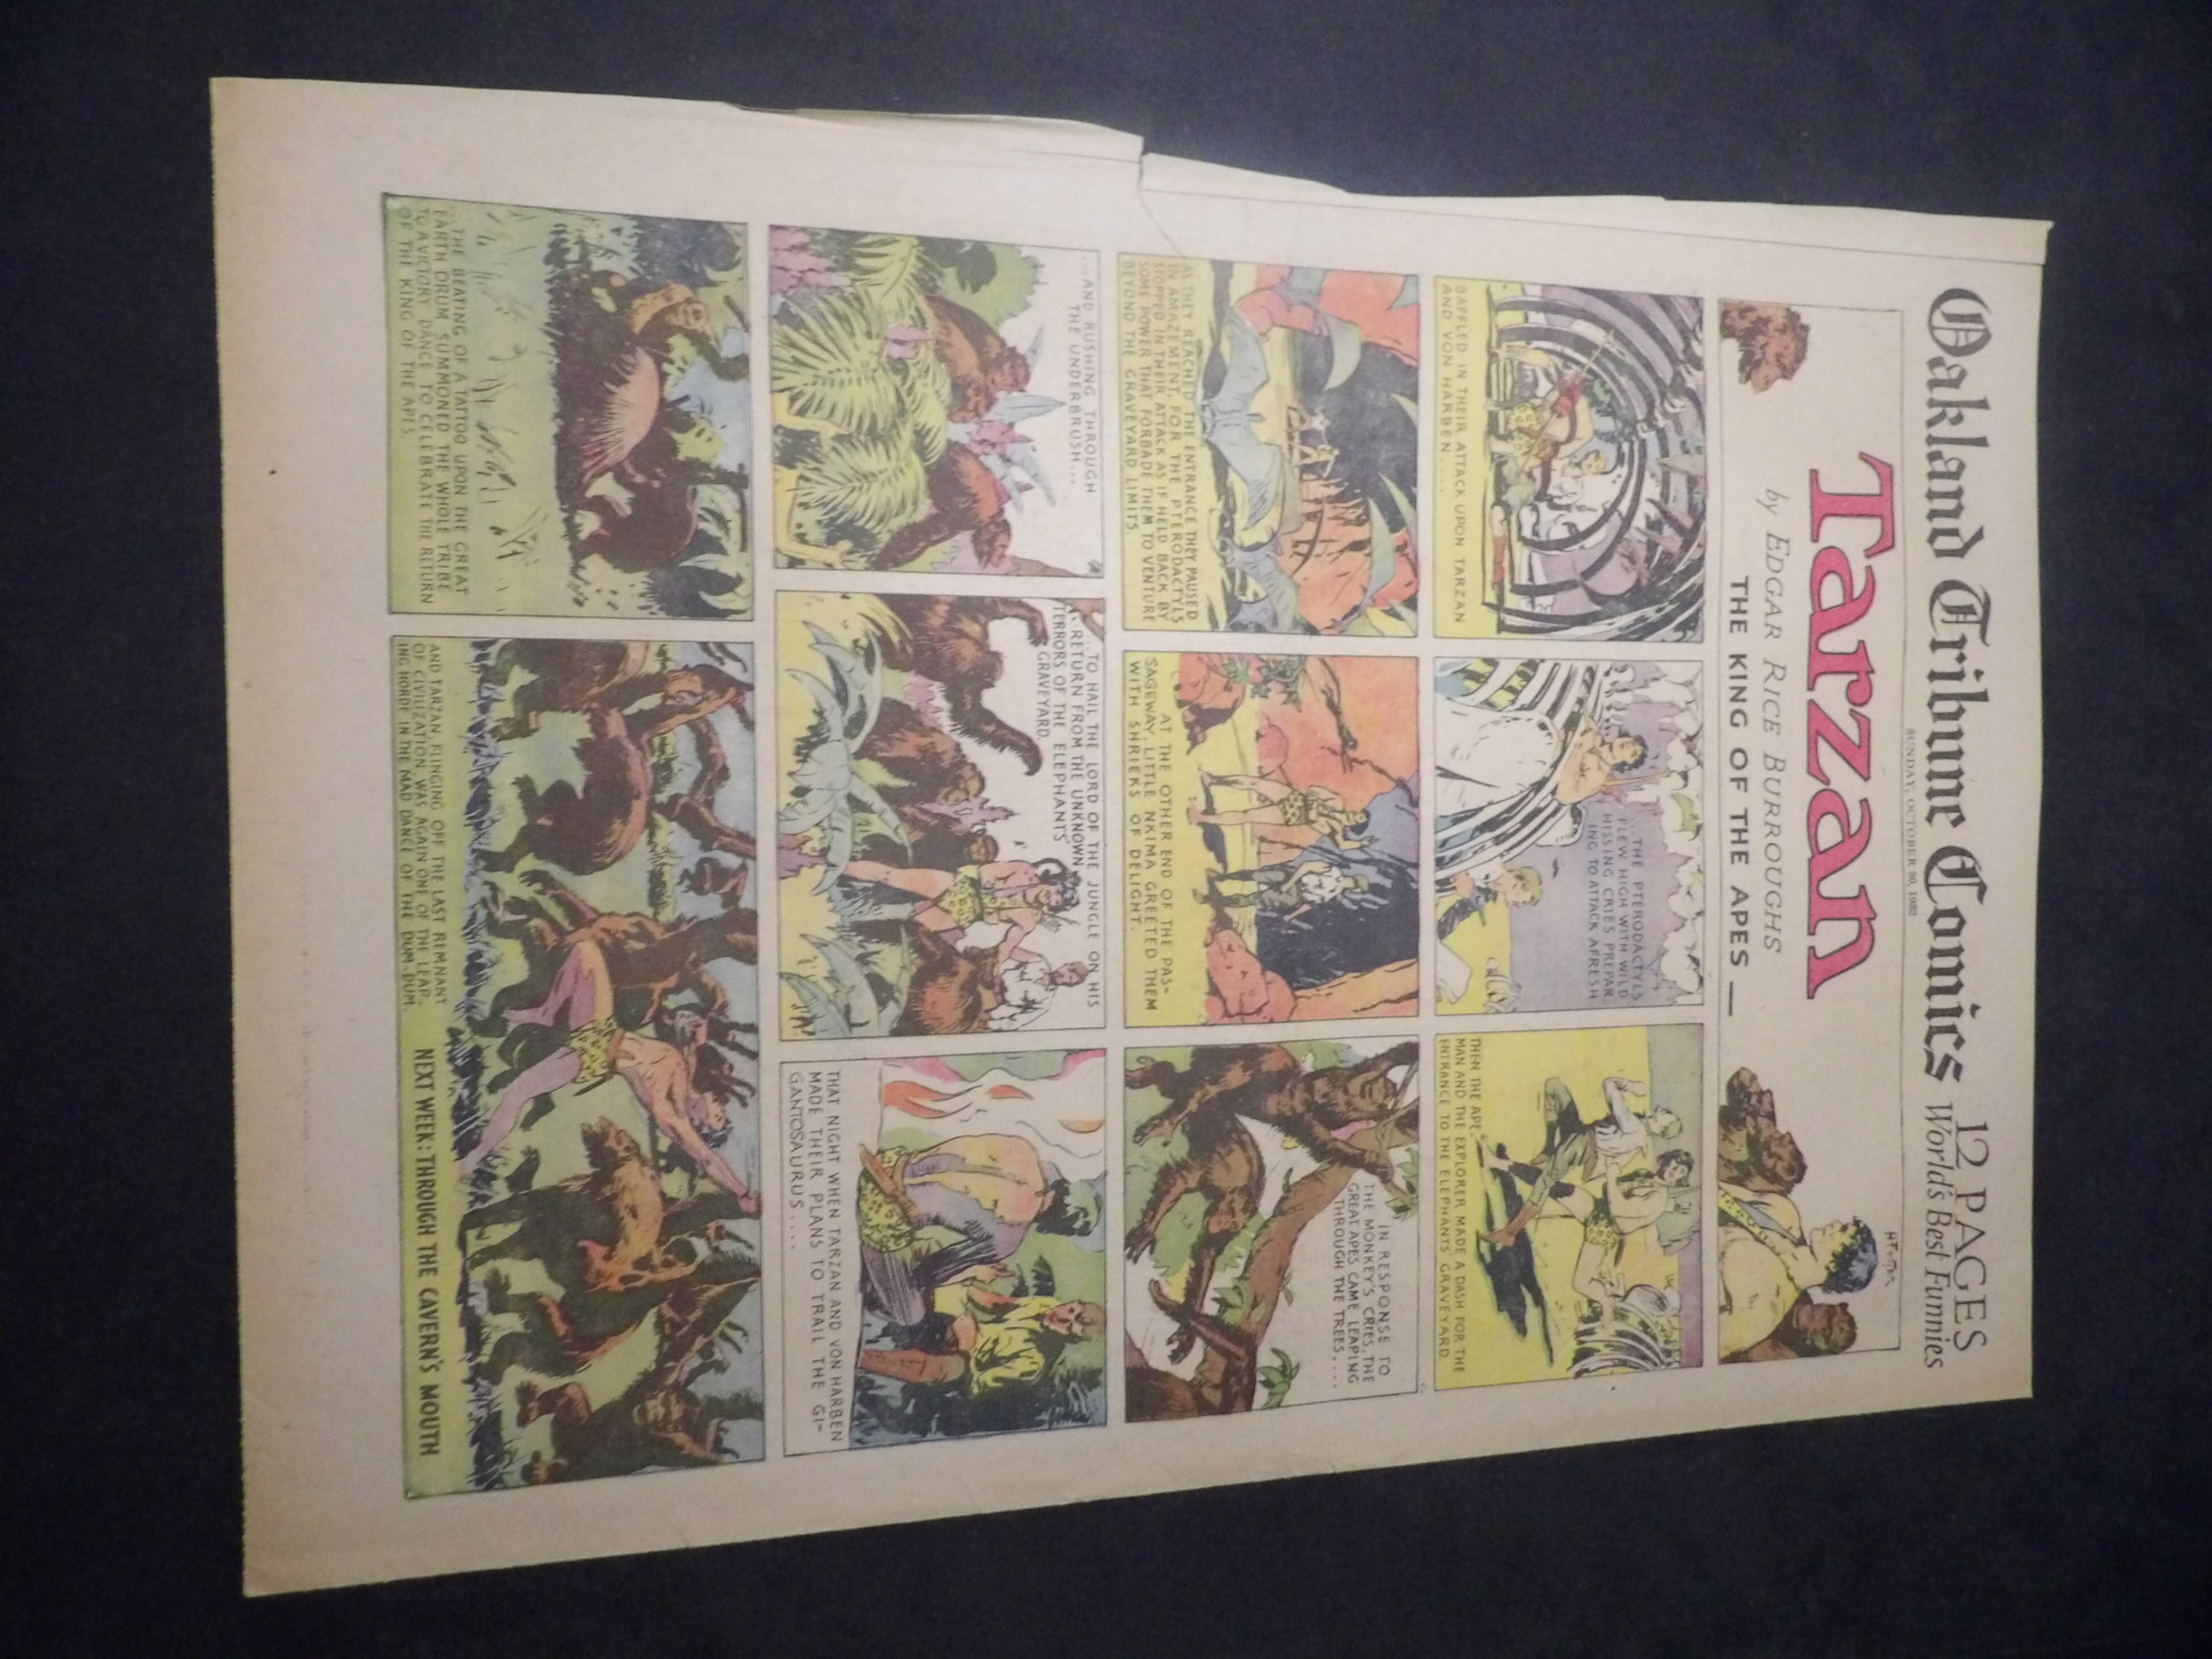 Oakland Tribune Comics
12 PAGES
World's Best Funnies
SUNDAY, OCTOBER 30, 1932
Tarzan
by EDGAR RICE BURROUGHS
THE KING OF THE APES —
BAFFLED IN THEIR ATTACK UPON TARZAN
AND VON HARBEN....
...THE PTERODACTYLS
FLEW HIGH WITH WILD
HISSING CRIES PREPAR-
ING TO ATTACK AFRESH
THEN THE APE-
MAN AND THE EXPLORER MADE A DASH FOR THE
ENTRANCE TO THE ELEPHANTS' GRAVEYARD.
AS THEY REACHED THE ENTRANCE THEY PAUSED
IN AMAZEMENT, FOR THE PTERODACTYLS
STOPPED IN THEIR ATTACK AS IF HELD BACK BY
SOME POWER THAT FORBADE THEM TO VENTURE
BEYOND THE GRAVEYARD LIMITS
AT THE OTHER END OF THE PAS-
SAGEWAY LITTLE NKIMA GREETED THEM
WITH SHRIEKS OF DELIGHT.
IN RESPONSE TO
THE MONKEY'S CRIES, THE
GREAT APES CAME LEAPING
THROUGH THE TREES....
...AND RUSHING THROUGH
THE UNDERBRUSH...
...TO HAIL THE LORD OF THE JUNGLE ON HIS
RETURN FROM THE UNKNOWN
TERRORS OF THE ELEPHANTS'
GRAVEYARD.
THAT NIGHT WHEN TARZAN AND VON HARBEN
MADE THEIR PLANS TO TRAIL THE GI-
GANTOSAURUS....
THE BEATING OF A TATTOO UPON THE GREAT
EARTH DRUM SUMMONED THE WHOLE TRIBE
TO A VICTORY DANCE TO CELEBRATE THE RETURN
OF THE KING OF THE APES
AND TARZAN, FLINGING OF THE LAST REMNANT
OF CIVILIZATION, WAS AGAIN ONE OF THE LEAP-
ING HORDE IN THE MAD DANCE OF THE DUM-DUM.
NEXT WEEK: THROUGH THE CAVERN'S MOUTH